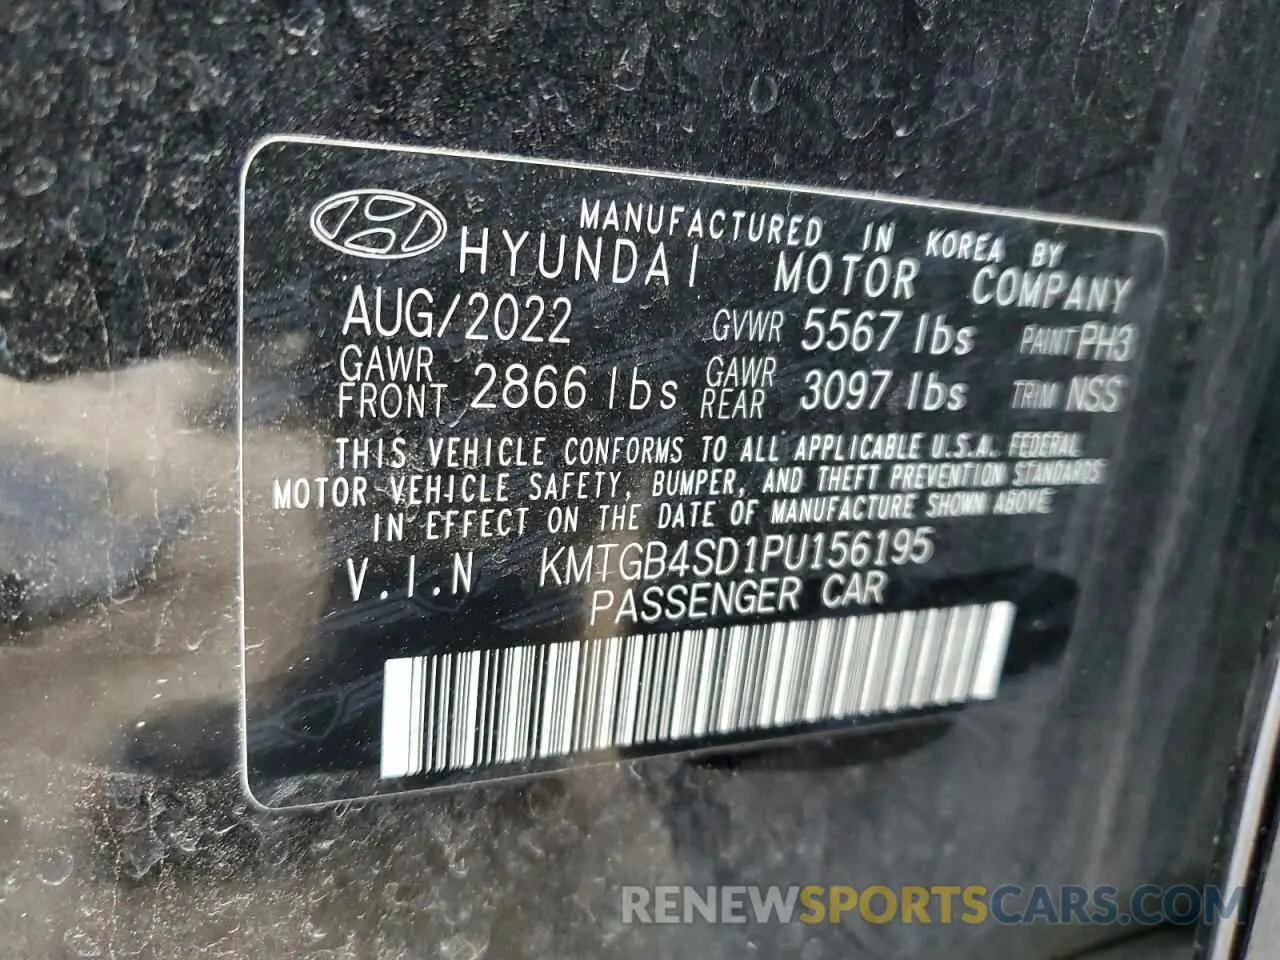 MANUFACTURED IN KOREA BY
HYUNDAI MOTOR COMPANY
AUG/2022 GVWR 5567 lbs PAINT PH3
GAWR FRONT 2866 lbs GAWR REAR 3097 lbs TRIM NSS
THIS VEHICLE CONFORMS TO ALL APPLICABLE U.S.A. FEDERAL
MOTOR VEHICLE SAFETY, BUMPER, AND THEFT PREVENTION STANDARDS
IN EFFECT ON THE DATE OF MANUFACTURE SHOWN ABOVE
V.I.N KMTGB4SD1PU156195
PASSENGER CAR
RENEWSPORTSCARS.COM